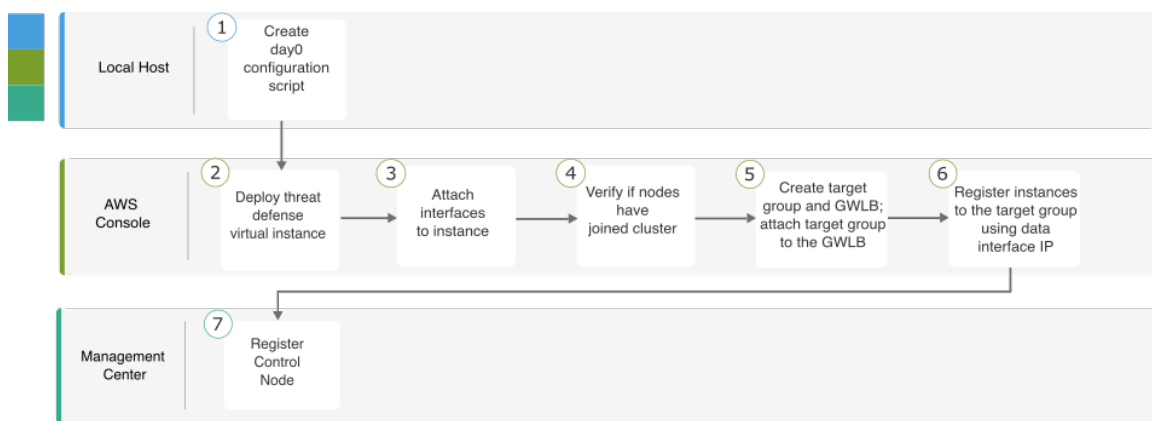 1
Create
day0
configuration
script
Local Host
2
Deploy threat
defense
virtual instance
3
Attach
interfaces
to instance
4
Verify if nodes
have
joined cluster
5
Create target
group and GWLB;
attach target group
to the GWLB
6
Register instances
to the target group
using data
interface IP
AWS
Console
7
Register
Control
Node
Management
Center